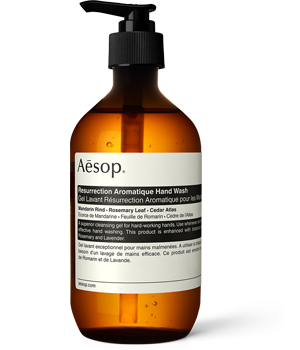 Aēsop.
Resurrection Aromatique Hand Wash
Gel Lavant Résurrection Aromatique pour les
Mandarin Rind • Rosemary Leaf • Cedar Atlas
Écorce de Mandarine • Feuille de Romarin • Cèdre de l'Atlas
A superior cleansing gel for hard-working hands. Use whenever
effective hand washing. This product is enhanced with
Rosemary and Lavender.
Gel lavant exceptionnel pour mains malmenées. A utiliser
besoin d'un lavage de mains efficace. Ce produit est
de Romarin et de Lavande.
aesop.com